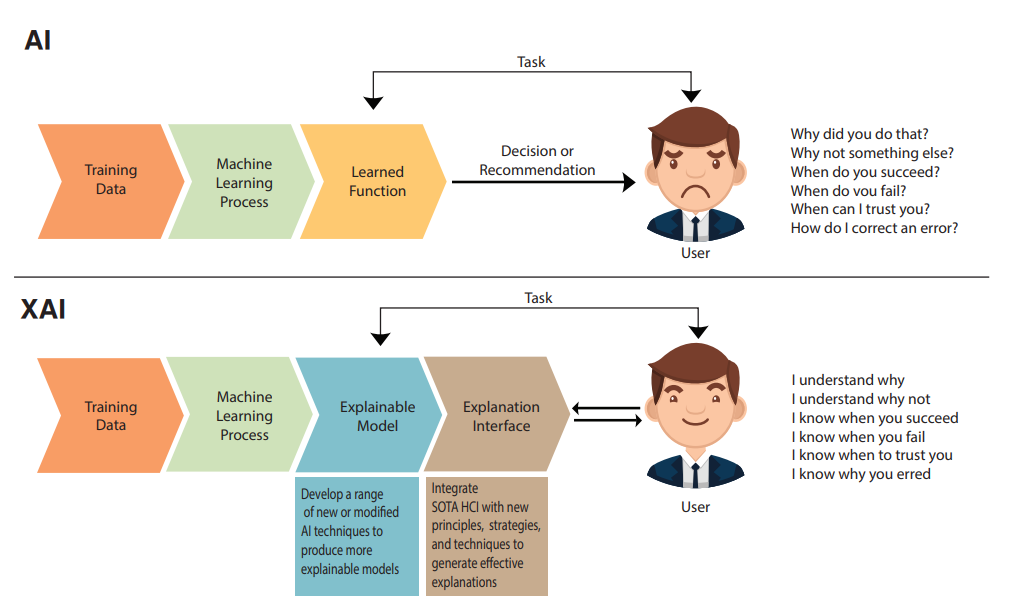 AI
Task
Training
Data
Machine
Learning
Process
Learned
Function
Decision or
Recommendation
User
Why did you do that?
Why not something else?
When do you succeed?
When do you fail?
When can I trust you?
How do I correct an error?
XAI
Task
Training
Data
Machine
Learning
Process
Explainable
Model
Explanation
Interface
User
I understand why
I understand why not
I know when you succeed
I know when you fail
I know when to trust you
I know why you erred
Develop a range
of new or modified
AI techniques to
produce more
explainable models
Integrate
SOTA HCI with new
principles, strategies,
and techniques to
generate effective
explanations